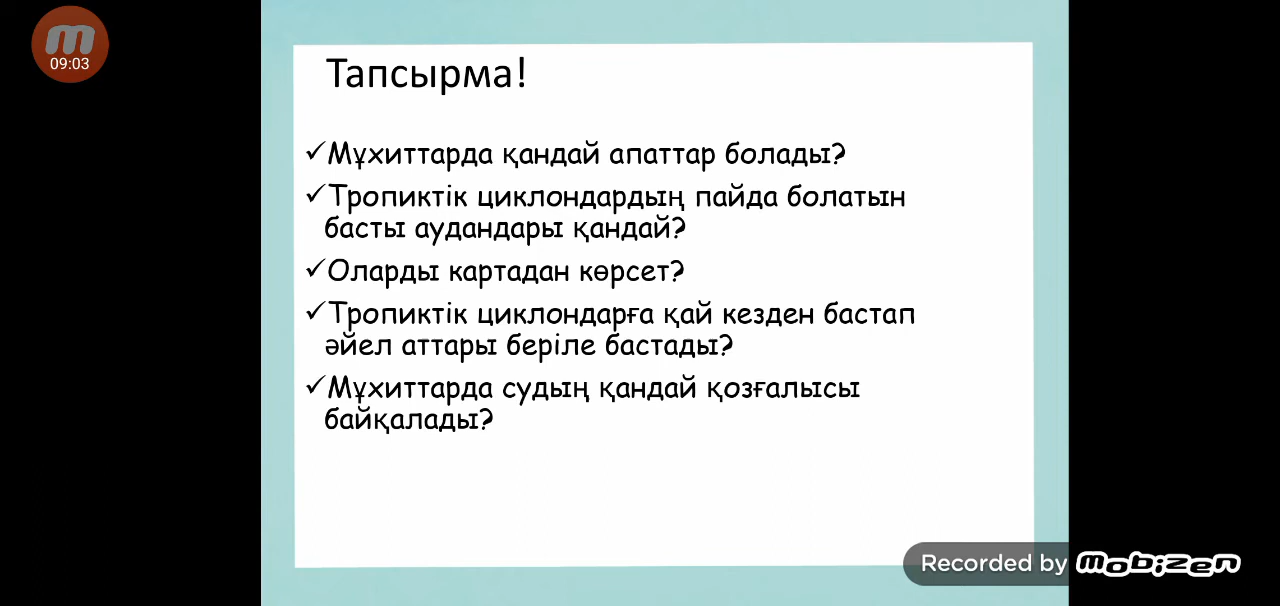 09:03
Тапсырма!
✓Мұхиттарда қандай апаттар болады?
✓Тропиктік циклондардың пайда болатын
басты аудандары қандай?
✓Оларды картадан көрсет?
✓Тропиктік циклондарға қай кезден бастап
әйел аттары беріле бастады?
✓Мұхиттарда судың қандай қозғалысы
байқалады?
Recorded by mobizen